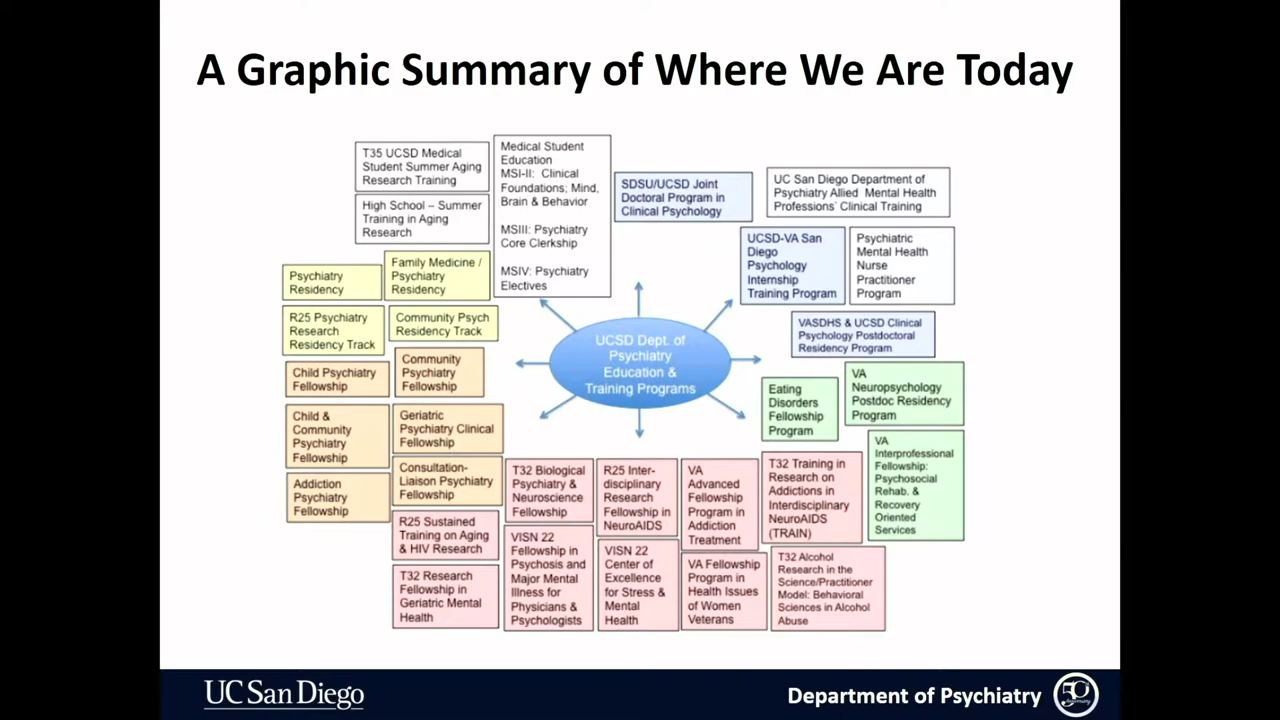 A Graphic Summary of Where We Are Today
T35 UCSD Medical
Student Summer Aging
Research Training
High School – Summer
Training in Aging
Research
Medical Student
Education
MSI-II: Clinical
Foundations; Mind,
Brain & Behavior
MSIII: Psychiatry
Core Clerkship
MSIV: Psychiatry
Electives
SDSU/UCSD Joint
Doctoral Program in
Clinical Psychology
UC San Diego Department of
Psychiatry Allied Mental Health
Professions' Clinical Training
UCSD-VA San
Diego
Psychology
Internship
Training Program
Psychiatric
Mental Health
Nurse
Practitioner
Program
VASDHS & UCSD Clinical
Psychology Postdoctoral
Residency Program
Psychiatry
Residency
Family Medicine /
Psychiatry
Residency
R25 Psychiatry
Research
Residency Track
Community Psych
Residency Track
UCSD Dept. of
Psychiatry
Education &
Training Programs
Child Psychiatry
Fellowship
Community
Psychiatry
Fellowship
Child &
Community
Psychiatry
Fellowship
Geriatric
Psychiatry Clinical
Fellowship
Addiction
Psychiatry
Fellowship
Consultation-
Liaison Psychiatry
Fellowship
Eating
Disorders
Fellowship
Program
VA
Neuropsychology
Postdoc Residency
Program
VA
Interprofessional
Fellowship:
Psychosocial
Rehab. &
Recovery
Oriented
Services
R25 Sustained
Training on Aging
& HIV Research
T32 Research
Fellowship in
Geriatric Mental
Health
T32 Biological
Psychiatry &
Neuroscience
Fellowship
VISN 22
Fellowship in
Psychosis and
Major Mental
Illness for
Physicians &
Psychologists
R25 Inter-
disciplinary
Research
Fellowship in
NeuroAIDS
VISN 22
Center of
Excellence
for Stress &
Mental
Health
VA
Advanced
Fellowship
Program in
Addiction
Treatment
VA Fellowship
Program in
Health Issues
of Women
Veterans
T32 Training in
Research on
Addictions in
Interdisciplinary
NeuroAIDS
(TRAIN)
T32 Alcohol
Research in the
Science/Practitioner
Model: Behavioral
Sciences in Alcohol
Abuse
UC San Diego
Department of Psychiatry
50